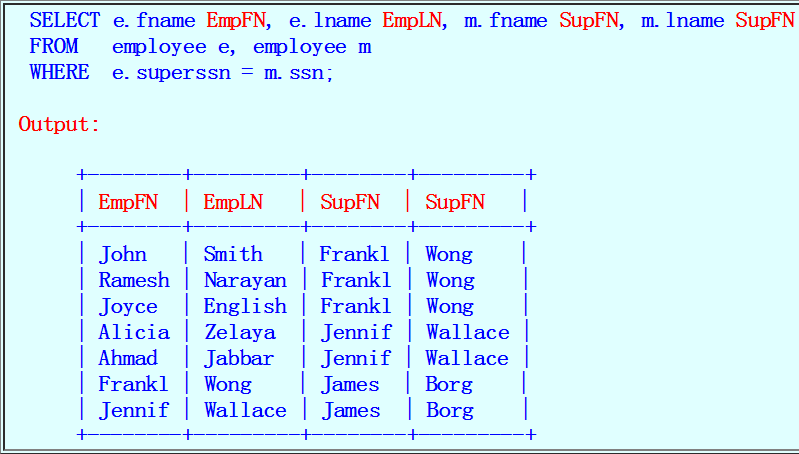 SELECT e.fname EmpFN, e.lname EmpLN, m.fname SupFN, m.lname SupFN
FROM   employee e, employee m
WHERE  e.superssn = m.ssn;
Output:
+--------+---------+--------+---------+
| EmpFN  | EmpLN   | SupFN  | SupFN   |
+--------+---------+--------+---------+
| John   | Smith   | Frankl | Wong    |
| Ramesh | Narayan | Frankl | Wong    |
| Joyce  | English | Frankl | Wong    |
| Alicia | Zelaya  | Jennif | Wallace |
| Ahmad  | Jabbar  | Jennif | Wallace |
| Frankl | Wong    | James  | Borg    |
| Jennif | Wallace | James  | Borg    |
+--------+---------+--------+---------+